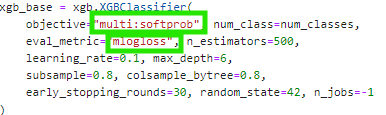 xgb_base = xgb.XGBClassifier(
objective="multi:softprob", num_class=num_classes,
eval_metric="mlogloss", n_estimators=500,
learning_rate=0.1, max_depth=6,
subsample=0.8, colsample_bytree=0.8,
early_stopping_rounds=30, random_state=42, n_jobs=-1
)